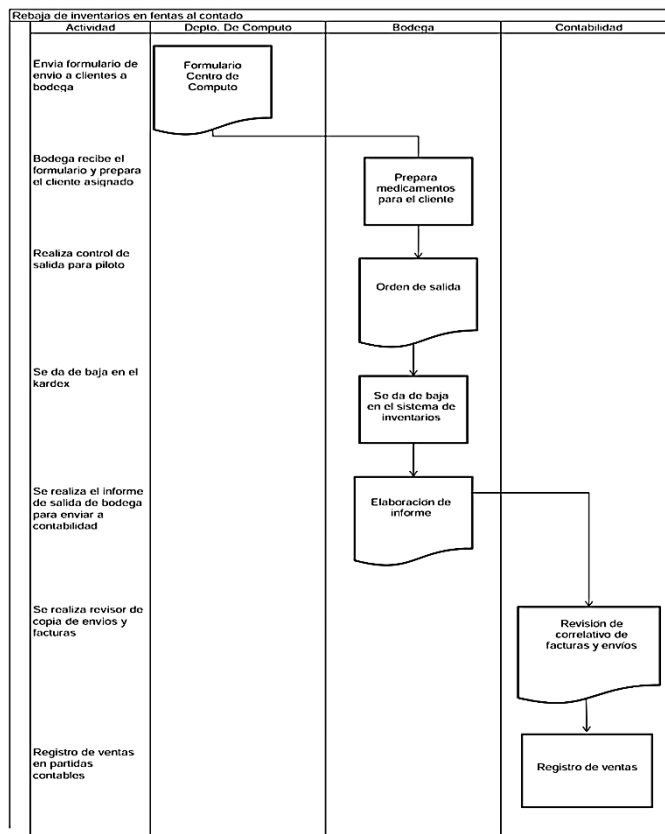 Rebaja de inventarios en fentas al contado
Actividad
Depto. De Computo
Bodega
Contabilidad
Envia formulario de
envio a clientes a
bodega
Formulario
Centro de
Computo
Bodega recibe el
formulario y prepara
el cliente asignado
Prepara
medicamentos
para el cliente
Realiza control de
salida para piloto
Orden de salida
Se da de baja en el
kardex
Se da de baja
en el sistema de
inventarios
Se realiza el informe
de salida de bodega
para enviar a
contabilidad
Elaboración de
informe
Se realiza revisor de
copia de envios y
facturas
Revisión de
correlativo de
facturas y envíos
Registro de ventas
en partidas
contables
Registro de ventas